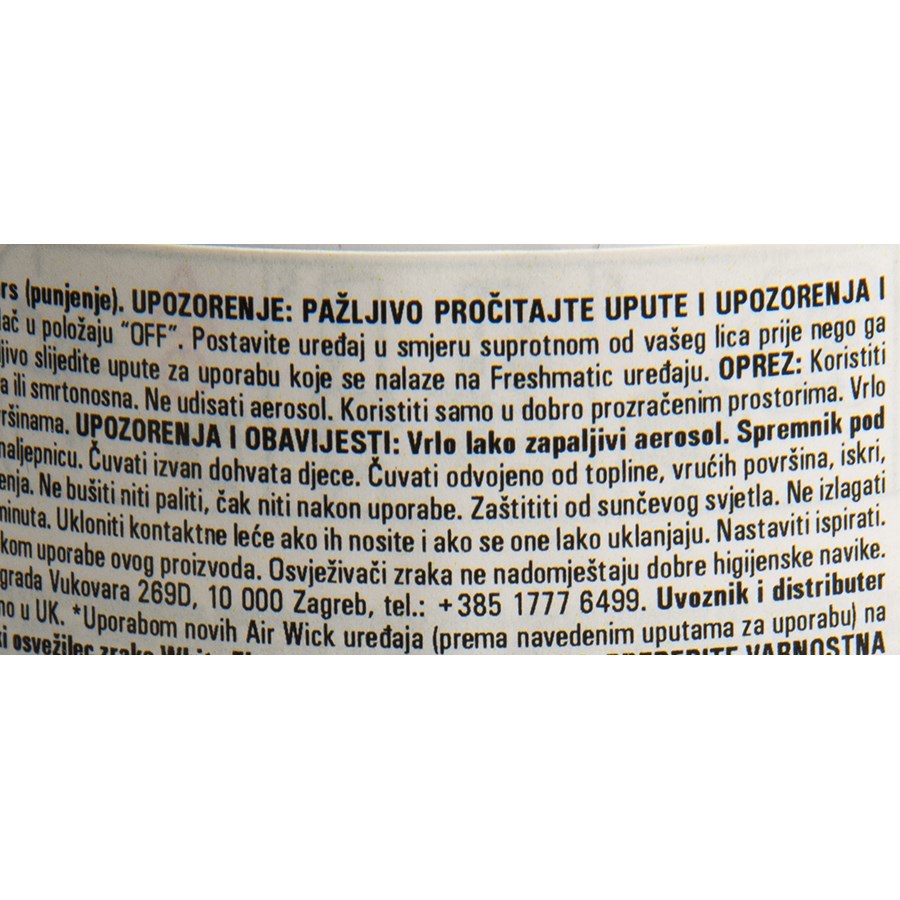 rs (punjenje). UPOZORENJE: PAŽLJIVO PROČITAJTE UPUTE I UPOZORENJA I
lač u položaju "OFF". Postavite uređaj u smjeru suprotnom od vašeg lica prije nego ga
jivo slijedite upute za uporabu koje se nalaze na Freshmatic uređaju. OPREZ: Koristiti
a ili smrtonosna. Ne udisati aerosol. Koristiti samo u dobro prozračenim prostorima. Vrlo
ršinama. UPOZORENJA I OBAVIJESTI: Vrlo lako zapaljivi aerosol. Spremnik pod
naljepnicu. Čuvati izvan dohvata djece. Čuvati odvojeno od topline, vrućih površina, iskri,
enja. Ne bušiti niti paliti, čak niti nakon uporabe. Zaštititi od sunčevog svjetla. Ne izlagati
minuta. Ukloniti kontaktne leće ako ih nosite i ako se one lako uklanjaju. Nastaviti ispirati.
kom uporabe ovog proizvoda. Osvježivači zraka ne nadomještaju dobre higijenske navike.
grada Vukovara 269D, 10 000 Zagreb, tel.: +385 1777 6499. Uvoznik i distributer
no u UK. *Uporabom novih Air Wick uređaja (prema navedenim uputama za uporabu) na
ki osvežilec zraka VARNOSTNA